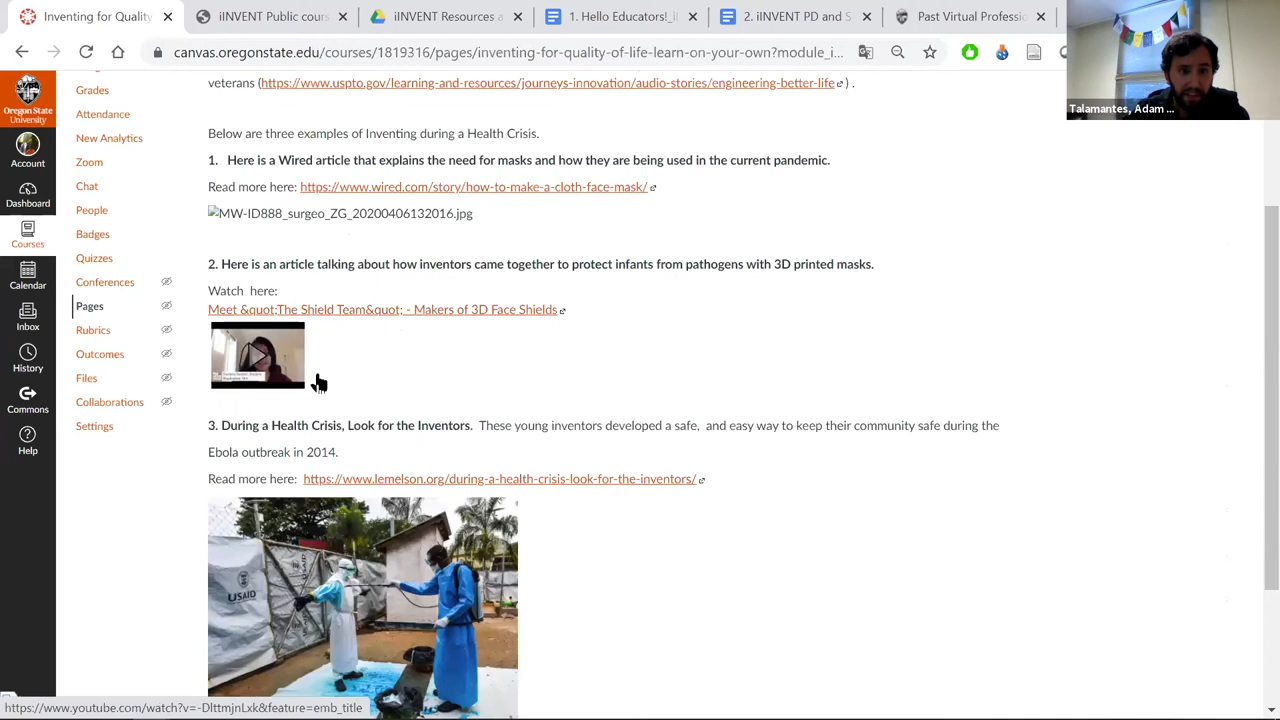 Inventing for Quality
iINVENT Public cours
iINVENT Resources a
1. Hello Educators!_il
2. iINVENT PD and S
Past Virtual Professio
canvas.oregonstate.edu/courses/1819316/pages/inventing-for-quality-of-life-learn-on-your-own?module_i...
Talamantes, Adam ...
Oregon State
University
Account
Dashboard
Courses
Calendar
Inbox
History
Commons
Help
Grades
Attendance
New Analytics
Zoom
Chat
People
Badges
Quizzes
Conferences
Pages
Rubrics
Outcomes
Files
Collaborations
Settings
veterans (https://www.uspto.gov/learning-and-resources/journeys-innovation/audio-stories/engineering-better-life ) .
Below are three examples of Inventing during a Health Crisis.
1. Here is a Wired article that explains the need for masks and how they are being used in the current pandemic.
Read more here: https://www.wired.com/story/how-to-make-a-cloth-face-mask/
MW-ID888_surgeo_ZG_20200406132016.jpg
2. Here is an article talking about how inventors came together to protect infants from pathogens with 3D printed masks.
Watch here:
Meet &quot;The Shield Team&quot; - Makers of 3D Face Shields
3. During a Health Crisis, Look for the Inventors. These young inventors developed a safe, and easy way to keep their community safe during the
Ebola outbreak in 2014.
Read more here: https://www.lemelson.org/during-a-health-crisis-look-for-the-inventors/
USAID
https://www.youtube.com/watch?v=-DlttmjnLxk&feature=emb_title